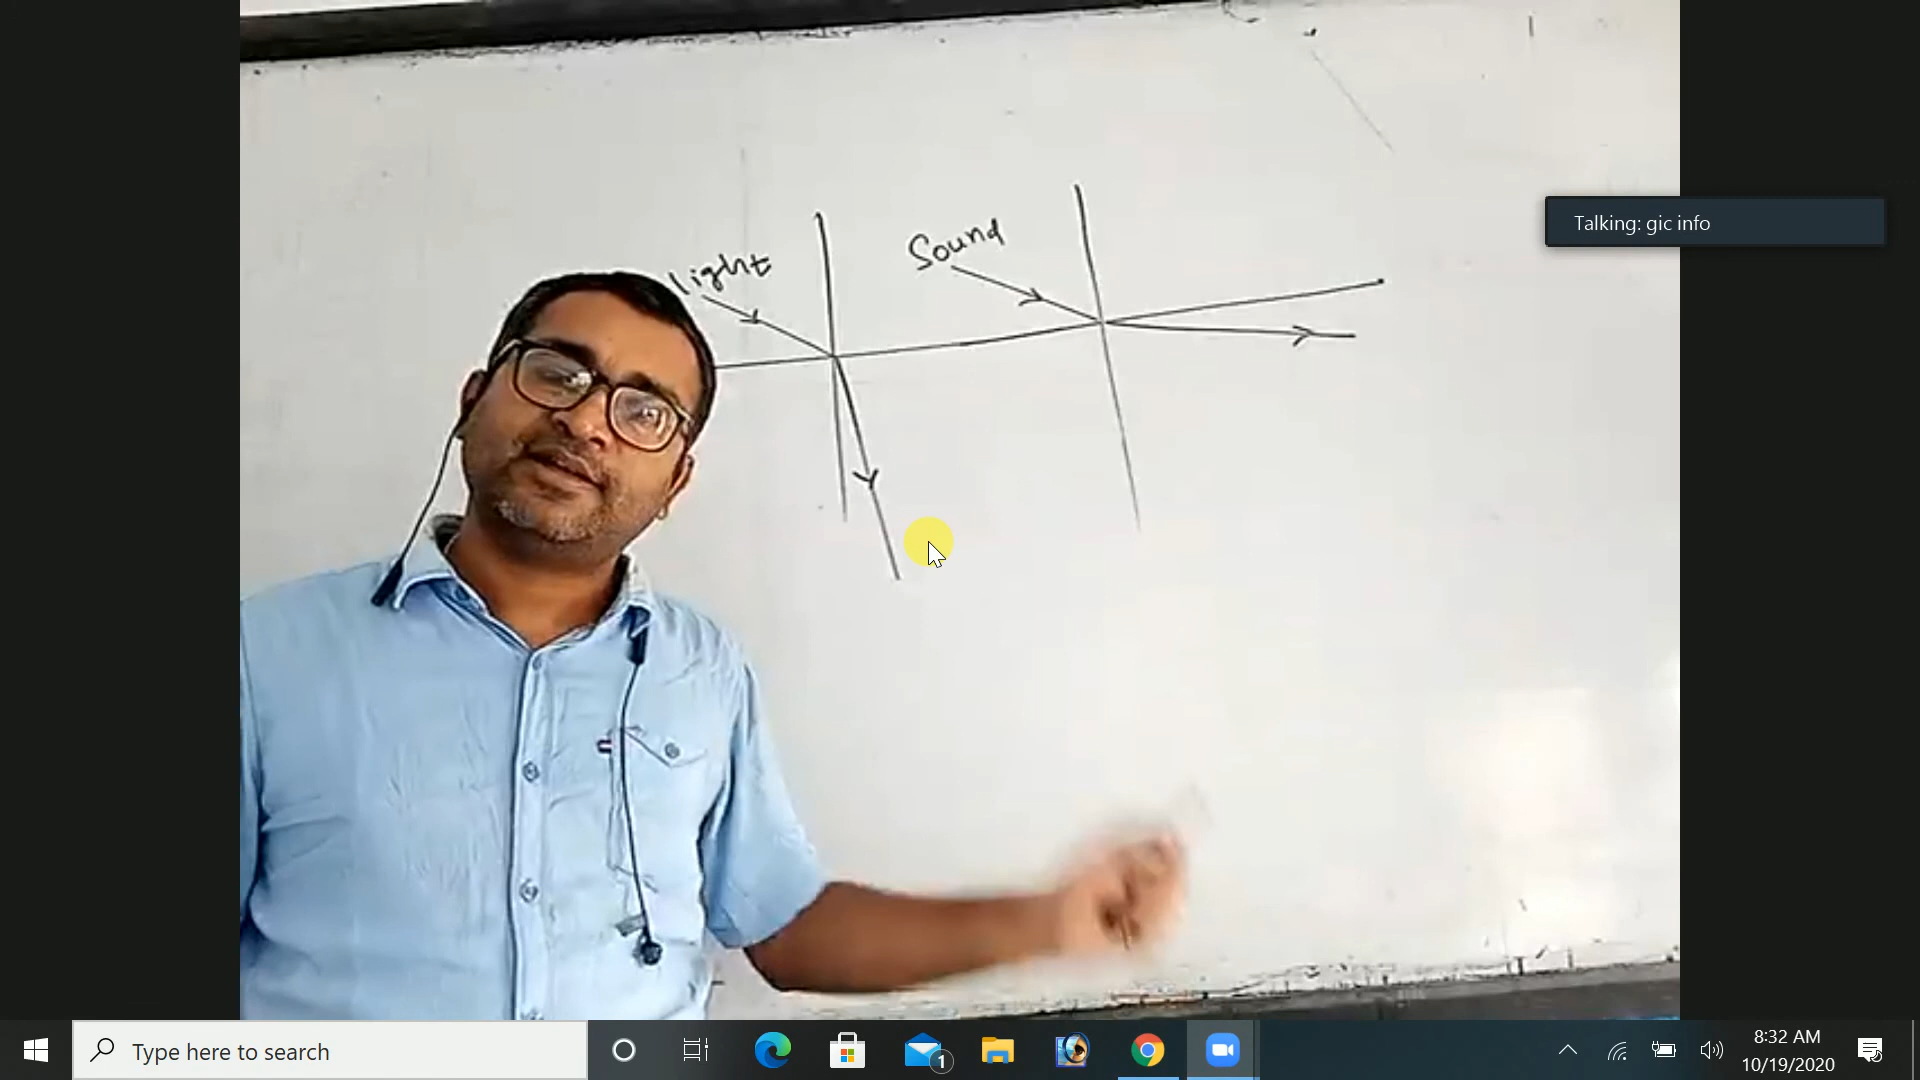 light
Sound
Talking: gic info
Type here to search
1
8:32 AM
10/19/2020